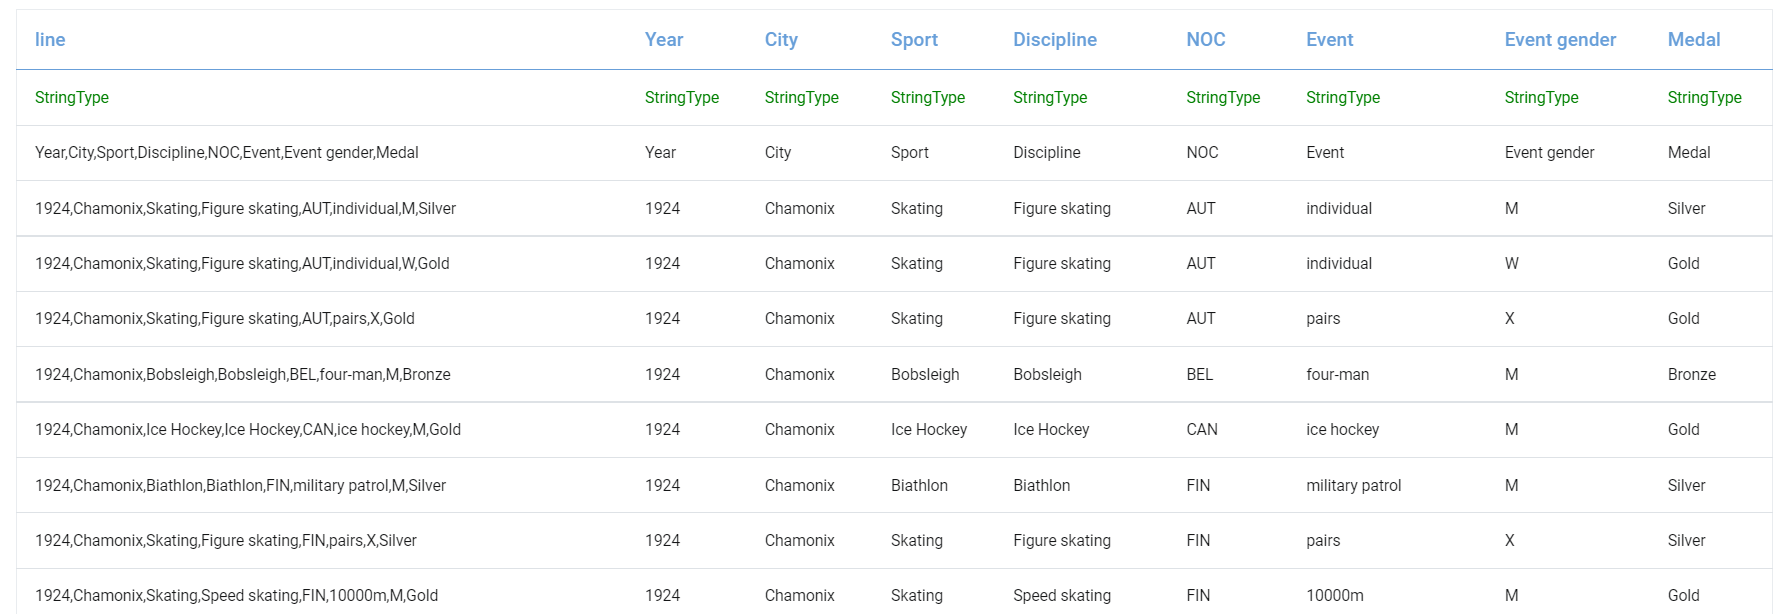 line Year City Sport Discipline NOC Event Event gender Medal
StringType StringType StringType StringType StringType StringType StringType StringType StringType
Year,City,Sport,Discipline,NOC,Event,Event gender,Medal Year City Sport Discipline NOC Event Event gender Medal
1924,Chamonix,Skating,Figure skating,AUT,individual,M,Silver 1924 Chamonix Skating Figure skating AUT individual M Silver
1924,Chamonix,Skating,Figure skating,AUT,individual,W,Gold 1924 Chamonix Skating Figure skating AUT individual W Gold
1924,Chamonix,Skating,Figure skating,AUT,pairs,X,Gold 1924 Chamonix Skating Figure skating AUT pairs X Gold
1924,Chamonix,Bobsleigh,Bobsleigh,BEL,four-man,M,Bronze 1924 Chamonix Bobsleigh Bobsleigh BEL four-man M Bronze
1924,Chamonix,Ice Hockey,Ice Hockey,CAN,ice hockey,M,Gold 1924 Chamonix Ice Hockey Ice Hockey CAN ice hockey M Gold
1924,Chamonix,Biathlon,Biathlon,FIN,military patrol,M,Silver 1924 Chamonix Biathlon Biathlon FIN military patrol M Silver
1924,Chamonix,Skating,Figure skating,FIN,pairs,X,Silver 1924 Chamonix Skating Figure skating FIN pairs X Silver
1924,Chamonix,Skating,Speed skating,FIN,10000m,M,Gold 1924 Chamonix Skating Speed skating FIN 10000m M Gold